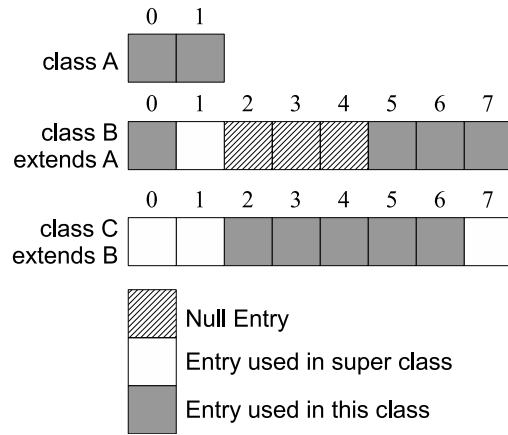 0 1
class A
0 1 2 3 4 5 6 7
class B
extends A
0 1 2 3 4 5 6 7
class C
extends B
Null Entry
Entry used in super class
Entry used in this class